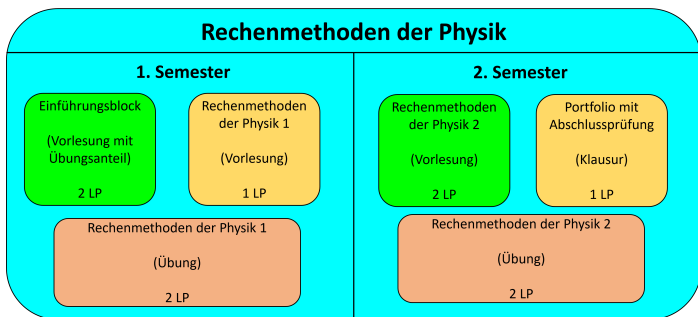 Rechenmethoden der Physik
1. Semester
Einführungsblock
(Vorlesung mit
Übungsanteil)
2 LP
Rechenmethoden
der Physik 1
(Vorlesung)
1 LP
Rechenmethoden der Physik 1
(Übung)
2 LP
2. Semester
Rechenmethoden
der Physik 2
(Vorlesung)
2 LP
Portfolio mit
Abschlussprüfung
(Klausur)
1 LP
Rechenmethoden der Physik 2
(Übung)
2 LP